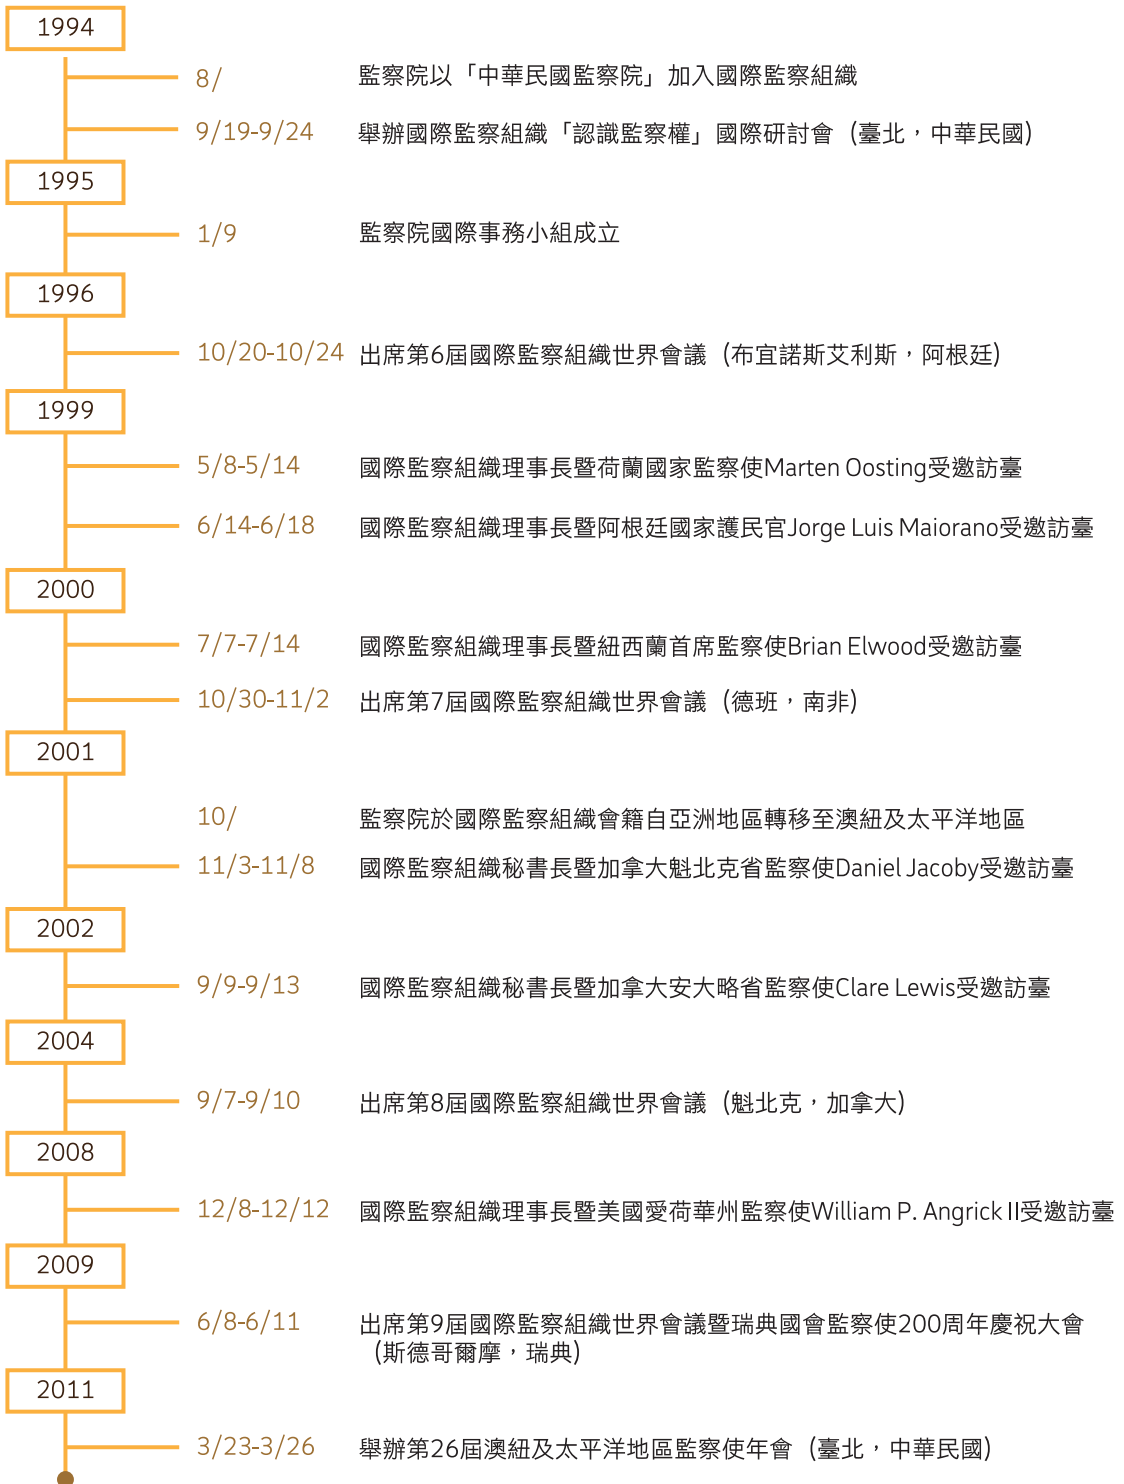 1994
8/ 監察院以「中華民國監察院」加入國際監察組織
9/19-9/24 舉辦國際監察組織「認識監察權」國際研討會（臺北，中華民國）
1995
1/9 監察院國際事務小組成立
1996
10/20-10/24 出席第6屆國際監察組織世界會議（布宜諾斯艾利斯，阿根廷）
1999
5/8-5/14 國際監察組織理事長暨荷蘭國家監察使Marten Oosting受邀訪臺
6/14-6/18 國際監察組織理事長暨阿根廷國家護民官Jorge Luis Maiorano受邀訪臺
2000
7/7-7/14 國際監察組織理事長暨紐西蘭首席監察使Brian Elwood受邀訪臺
10/30-11/2 出席第7屆國際監察組織世界會議（德班，南非）
2001
10/ 監察院於國際監察組織會籍自亞洲地區轉移至澳紐及太平洋地區
11/3-11/8 國際監察組織秘書長暨加拿大魁北克省監察使Daniel Jacoby受邀訪臺
2002
9/9-9/13 國際監察組織秘書長暨加拿大安大略省監察使Clare Lewis受邀訪臺
2004
9/7-9/10 出席第8屆國際監察組織世界會議（魁北克，加拿大）
2008
12/8-12/12 國際監察組織理事長暨美國愛荷華州監察使William P. Angrick II受邀訪臺
2009
6/8-6/11 出席第9屆國際監察組織世界會議暨瑞典國會監察使200周年慶祝大會
（斯德哥爾摩，瑞典）
2011
3/23-3/26 舉辦第26屆澳紐及太平洋地區監察使年會（臺北，中華民國）